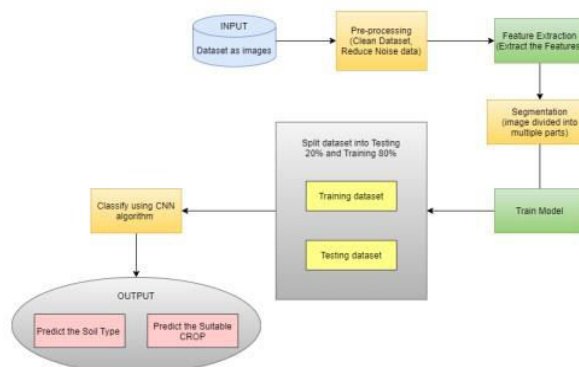 INPUT
Dataset as images
Pre-processing
(Clean Dataset,
Reduce Noise data)
Feature Extraction
(Extract the Features)
Segmentation
(image divided into
multiple parts)
Train Model
Split dataset into Testing
20% and Training 80%
Training dataset
Testing dataset
Classify using CNN
algorithm
OUTPUT
Predict the Soil Type
Predict the Suitable
CROP